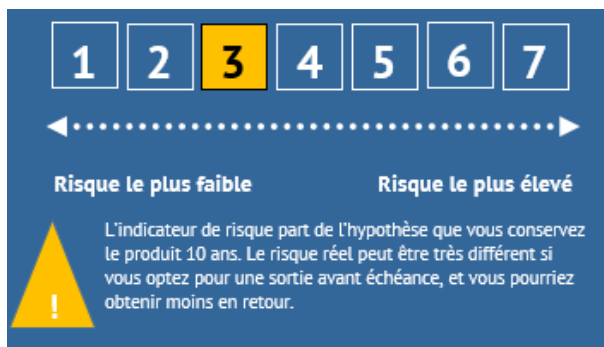 1 2 3 4 5 6 7
Risque le plus faible Risque le plus élevé
L'indicateur de risque part de l'hypothèse que vous conservez
le produit 10 ans. Le risque réel peut être très différent si
vous optez pour une sortie avant échéance, et vous pourriez
obtenir moins en retour.
!